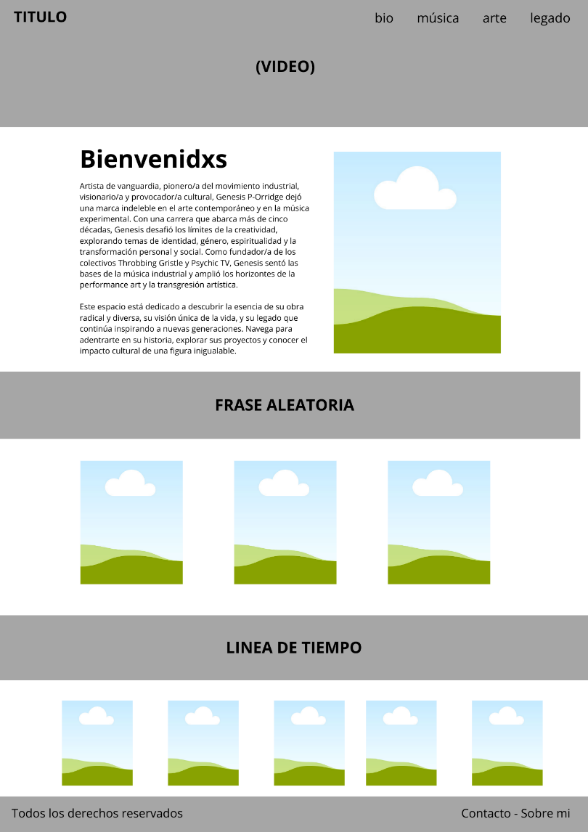 TITULO
bio música arte legado
(VIDEO)
Bienvenidxs
Artista de vanguardia, pionero/a del movimiento industrial,
visionario/a y provocador/a cultural, Genesis P-Orridge dejó
una marca indeleble en el arte contemporáneo y en la música
experimental. Con una carrera que abarca más de cinco
décadas, Genesis desafió los límites de la creatividad,
explorando temas de identidad, género, espiritualidad y la
transformación personal y social. Como fundador/a de los
colectivos Throbbing Gristle y Psychic TV, Genesis sentó las
bases de la música industrial y amplió los horizontes de la
performance art y la transgresión artística.
Este espacio está dedicado a descubrir la esencia de su obra
radical y diversa, su visión única de la vida, y su legado que
continúa inspirando a nuevas generaciones. Navega para
adentrarte en su historia, explorar sus proyectos y conocer el
impacto cultural de una figura inigualable.
FRASE ALEATORIA
LINEA DE TIEMPO
Todos los derechos reservados
Contacto - Sobre mi